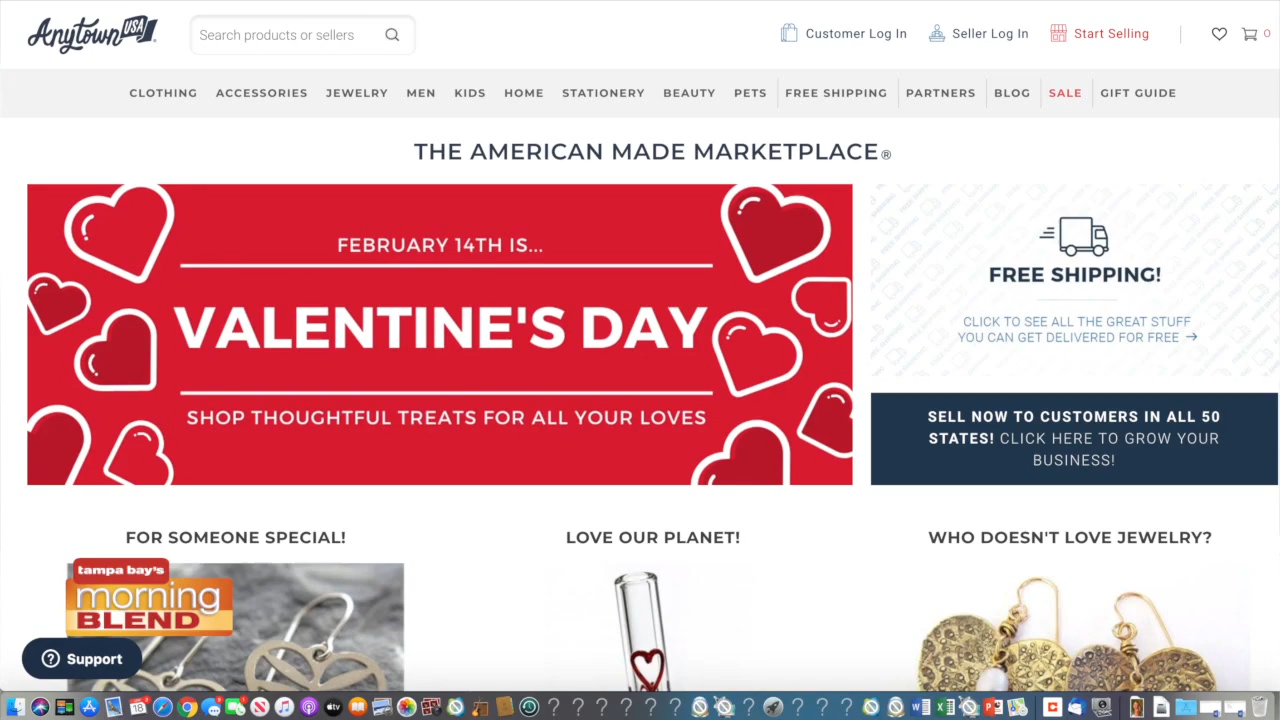 Anytown USA
Search products or sellers
Customer Log In
Seller Log In
Start Selling
0
CLOTHING ACCESSORIES JEWELRY MEN KIDS HOME STATIONERY BEAUTY PETS FREE SHIPPING PARTNERS BLOG SALE GIFT GUIDE
THE AMERICAN MADE MARKETPLACE®
FEBRUARY 14TH IS...
VALENTINE'S DAY
SHOP THOUGHTFUL TREATS FOR ALL YOUR LOVES
FREE SHIPPING!
CLICK TO SEE ALL THE GREAT STUFF
YOU CAN GET DELIVERED FOR FREE →
SELL NOW TO CUSTOMERS IN ALL 50
STATES! CLICK HERE TO GROW YOUR
BUSINESS!
FOR SOMEONE SPECIAL!
LOVE OUR PLANET!
WHO DOESN'T LOVE JEWELRY?
tampa bay's
morning
BLEND
Support
tv